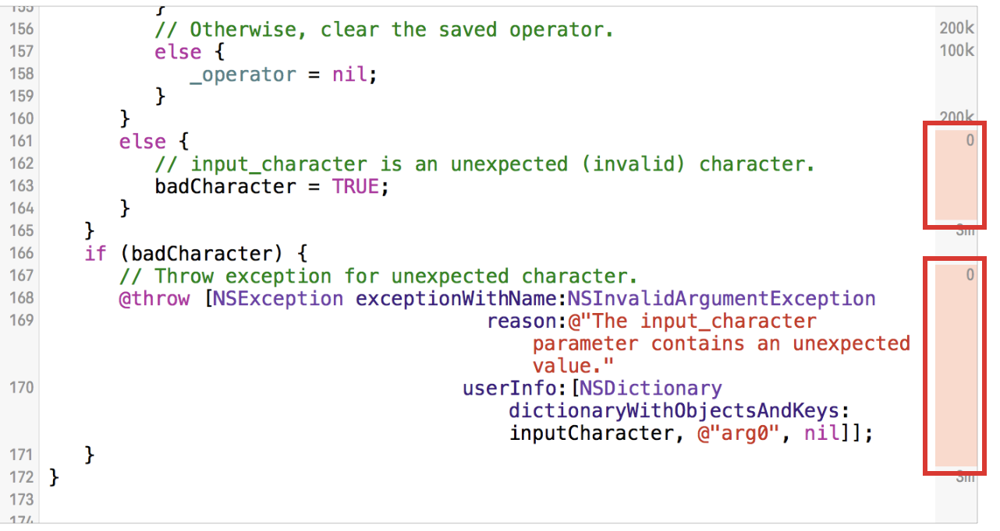 155 }
156 // Otherwise, clear the saved operator. 200k
157 else { 100k
158 _operator = nil;
159 }
160 } 200k
161 else { 0
162 // input_character is an unexpected (invalid) character.
163 badCharacter = TRUE;
164 }
165 } 3m
166 if (badCharacter) {
167 // Throw exception for unexpected character. 0
168 @throw [NSException exceptionWithName:NSInvalidArgumentException
169 reason:@"The input_character
parameter contains an unexpected
value."
170 userInfo:[NSDictionary
dictionaryWithObjectsAndKeys:
inputCharacter, @"arg0", nil]];
171 }
172 } 3m
173
174